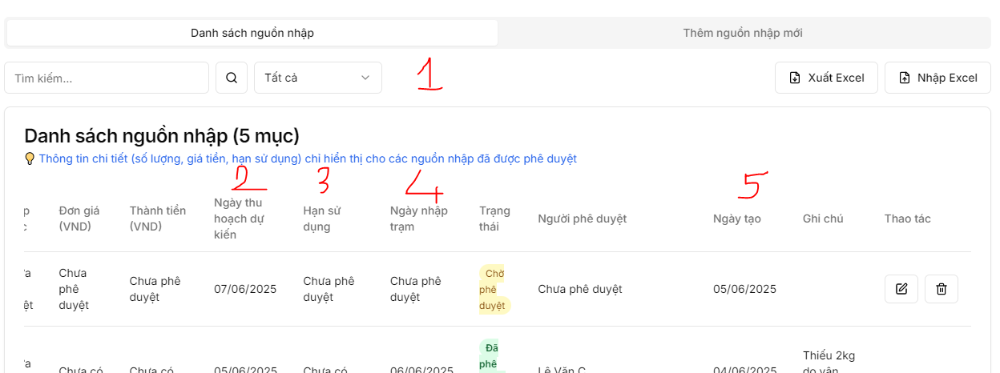 Danh sách nguồn nhập
Thêm nguồn nhập mới
Tìm kiếm...
Tất cả
1
Xuất Excel
Nhập Excel
Danh sách nguồn nhập (5 mục)
Thông tin chi tiết (số lượng, giá tiền, hạn sử dụng) chỉ hiển thị cho các nguồn nhập đã được phê duyệt
2
3
4
5
p
c
Đơn giá
(VND)
Thành tiền
(VND)
Ngày thu
hoạch dự
kiến
Hạn sử
dụng
Ngày nhập
trạm
Trạng
thái
Người phê duyệt
Ngày tạo
Ghi chú
Thao tác
Chưa
phê
duyệt
Chưa phê
duyệt
07/06/2025
Chưa phê
duyệt
Chưa phê
duyệt
Chờ
phê
duyệt
Chưa phê duyệt
05/06/2025
Chưa có
Chưa có
05/06/2025
Chưa có
06/06/2025
Đã
phê
Lê Văn C
04/06/2025
Thiếu 2kg
do vận